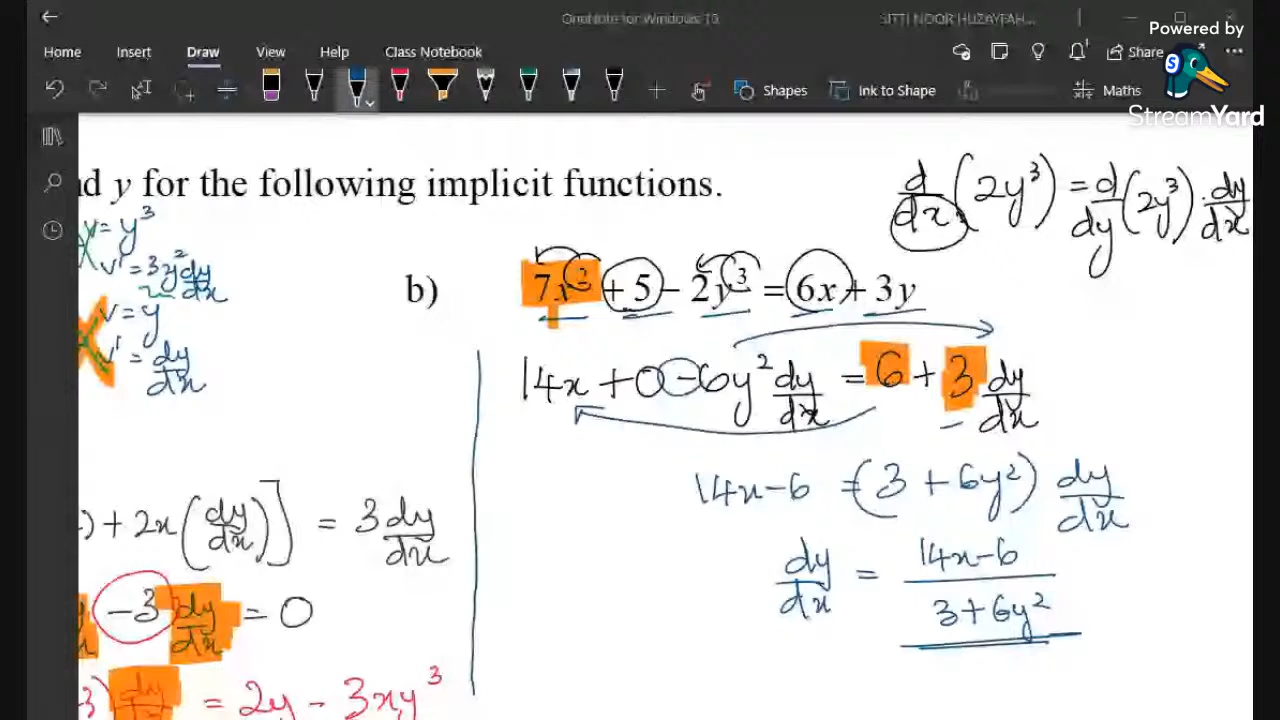 OneNote for Windows 10
SITTI NOOR HUZAYFAH...
Powered by
StreamYard
Home Insert Draw View Help Class Notebook Share
Shapes Ink to Shape Maths
nd y for the following implicit functions.
d/dx (2y³) = d/dy (2y³) · dy/dx
v = y³
v' = 3y² dy/dx
v = y
v' = dy/dx
b) 7x² + 5 − 2y³ = 6x + 3y
14x + 0 − 6y² dy/dx = 6 + 3 dy/dx
14x − 6 = (3 + 6y²) dy/dx
dy/dx = 14x − 6 / 3 + 6y²
) + 2x (dy/dx)] = 3 dy/dx
−3 dy/dx = 0
3) dy/dx = 2y − 3xy³